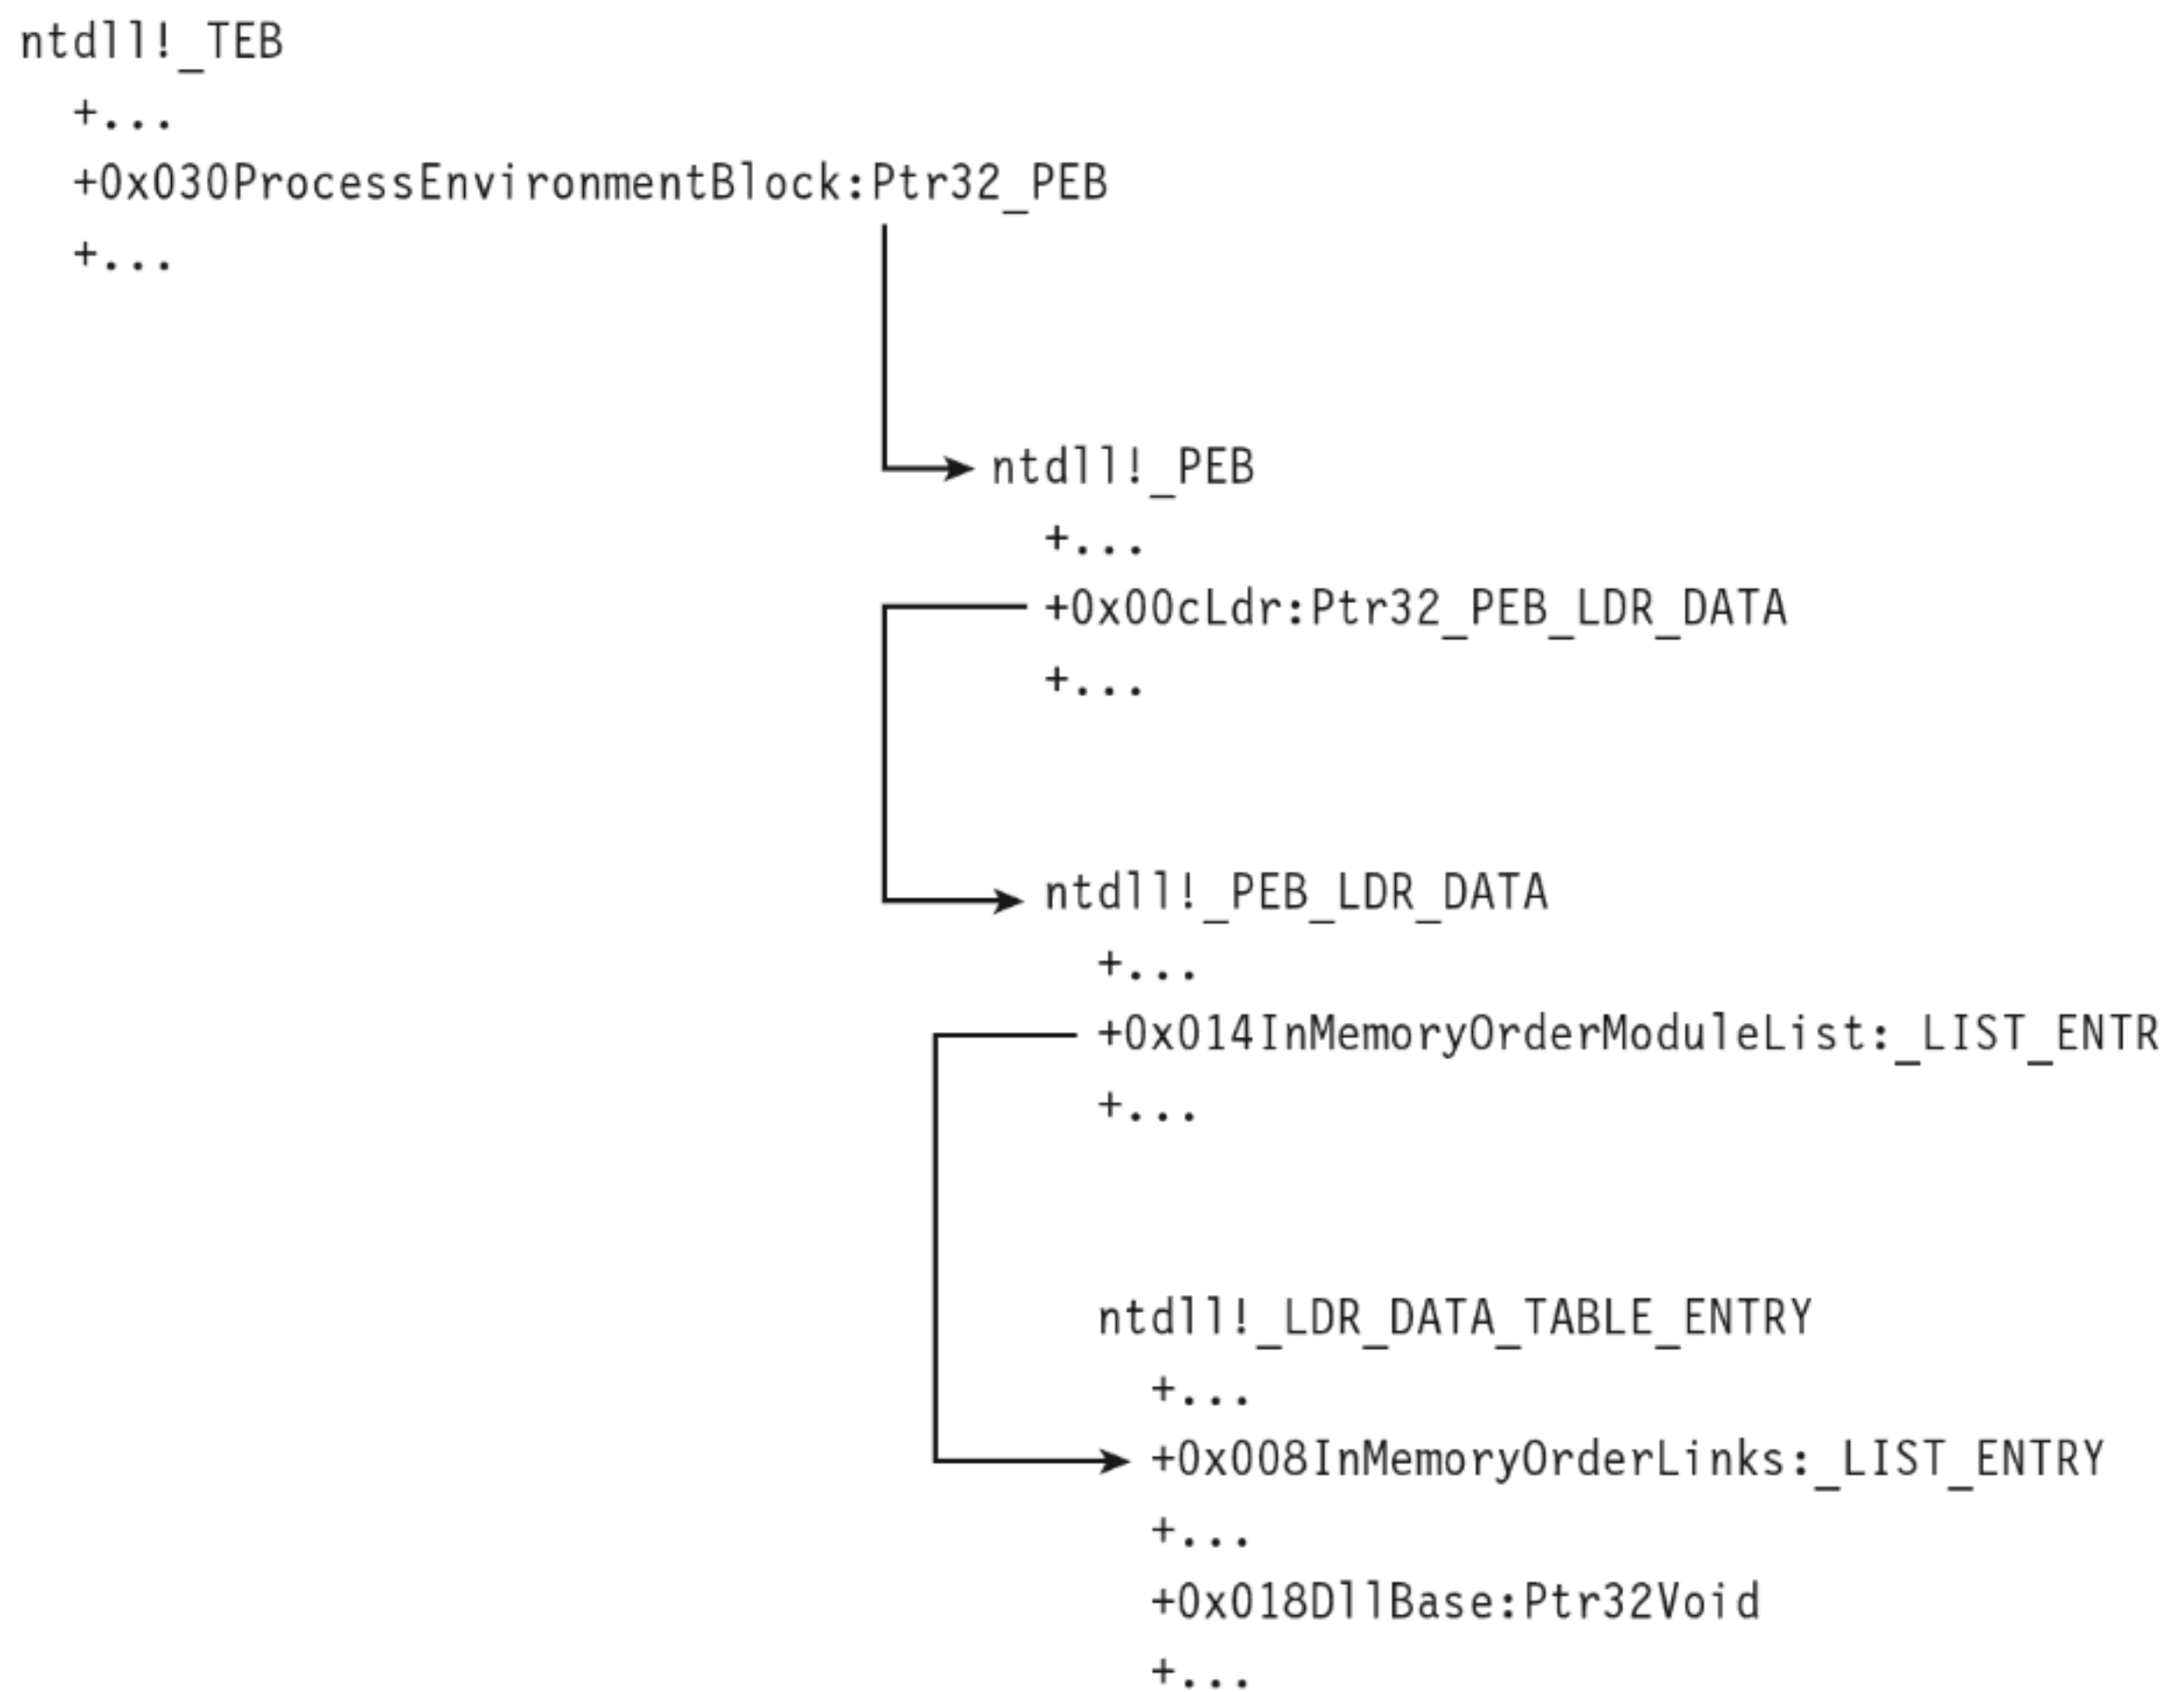 ntdll!_TEB
+...
+0x030ProcessEnvironmentBlock:Ptr32_PEB
+...
ntdll!_PEB
+...
+0x00cLdr:Ptr32_PEB_LDR_DATA
+...
ntdll!_PEB_LDR_DATA
+...
+0x014InMemoryOrderModuleList:_LIST_ENTR
+...
ntdll!_LDR_DATA_TABLE_ENTRY
+...
+0x008InMemoryOrderLinks:_LIST_ENTRY
+...
+0x018DllBase:Ptr32Void
+...